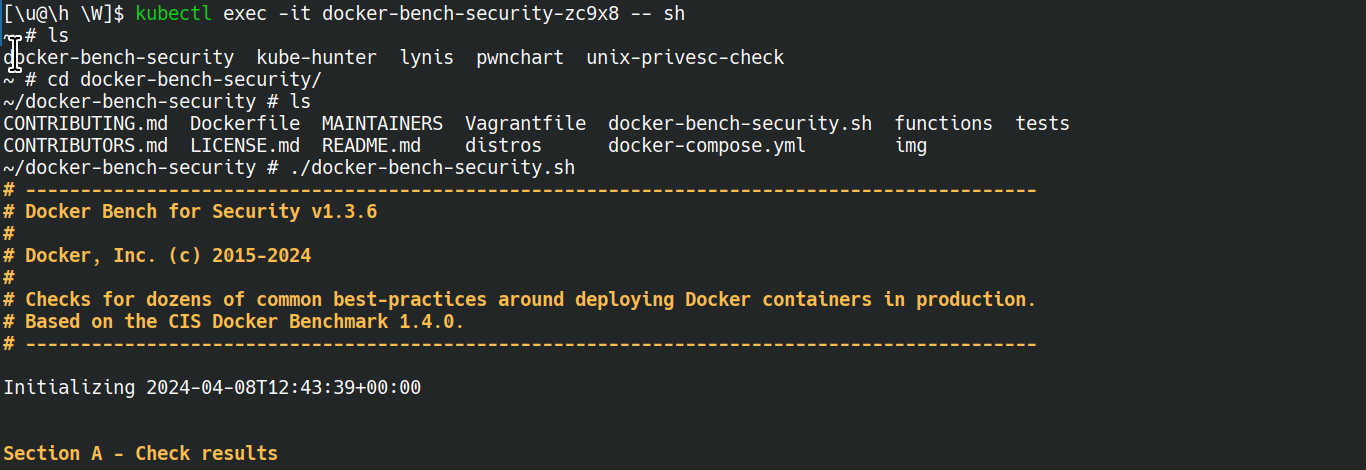 [\u@\h \W]$ kubectl exec -it docker-bench-security-zc9x8 -- sh
~ # ls
docker-bench-security  kube-hunter  lynis  pwnchart  unix-privesc-check
~ # cd docker-bench-security/
~/docker-bench-security # ls
CONTRIBUTING.md  Dockerfile  MAINTAINERS  Vagrantfile  docker-bench-security.sh  functions  tests
CONTRIBUTORS.md  LICENSE.md  README.md    distros      docker-compose.yml        img
~/docker-bench-security # ./docker-bench-security.sh
# --------------------------------------------------------------------------------------------
# Docker Bench for Security v1.3.6
#
# Docker, Inc. (c) 2015-2024
#
# Checks for dozens of common best-practices around deploying Docker containers in production.
# Based on the CIS Docker Benchmark 1.4.0.
# --------------------------------------------------------------------------------------------
Initializing 2024-04-08T12:43:39+00:00
Section A - Check results